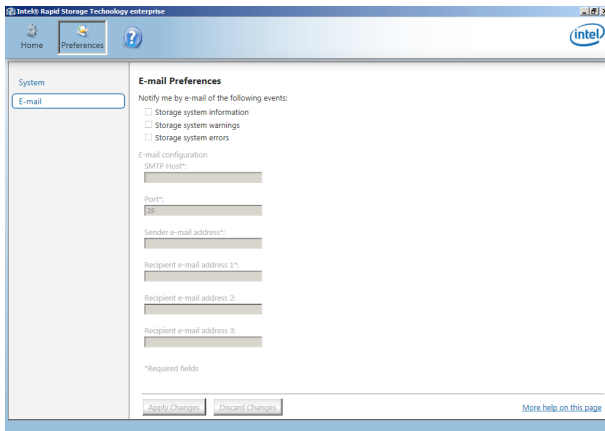 Intel® Rapid Storage Technology enterprise
Home
Preferences
intel
System
E-mail
E-mail Preferences
Notify me by e-mail of the following events:
Storage system information
Storage system warnings
Storage system errors
E-mail configuration
SMTP Host*:
Port*:
25
Sender e-mail address*:
Recipient e-mail address 1*:
Recipient e-mail address 2:
Recipient e-mail address 3:
*Required fields
Apply Changes
Discard Changes
More help on this page